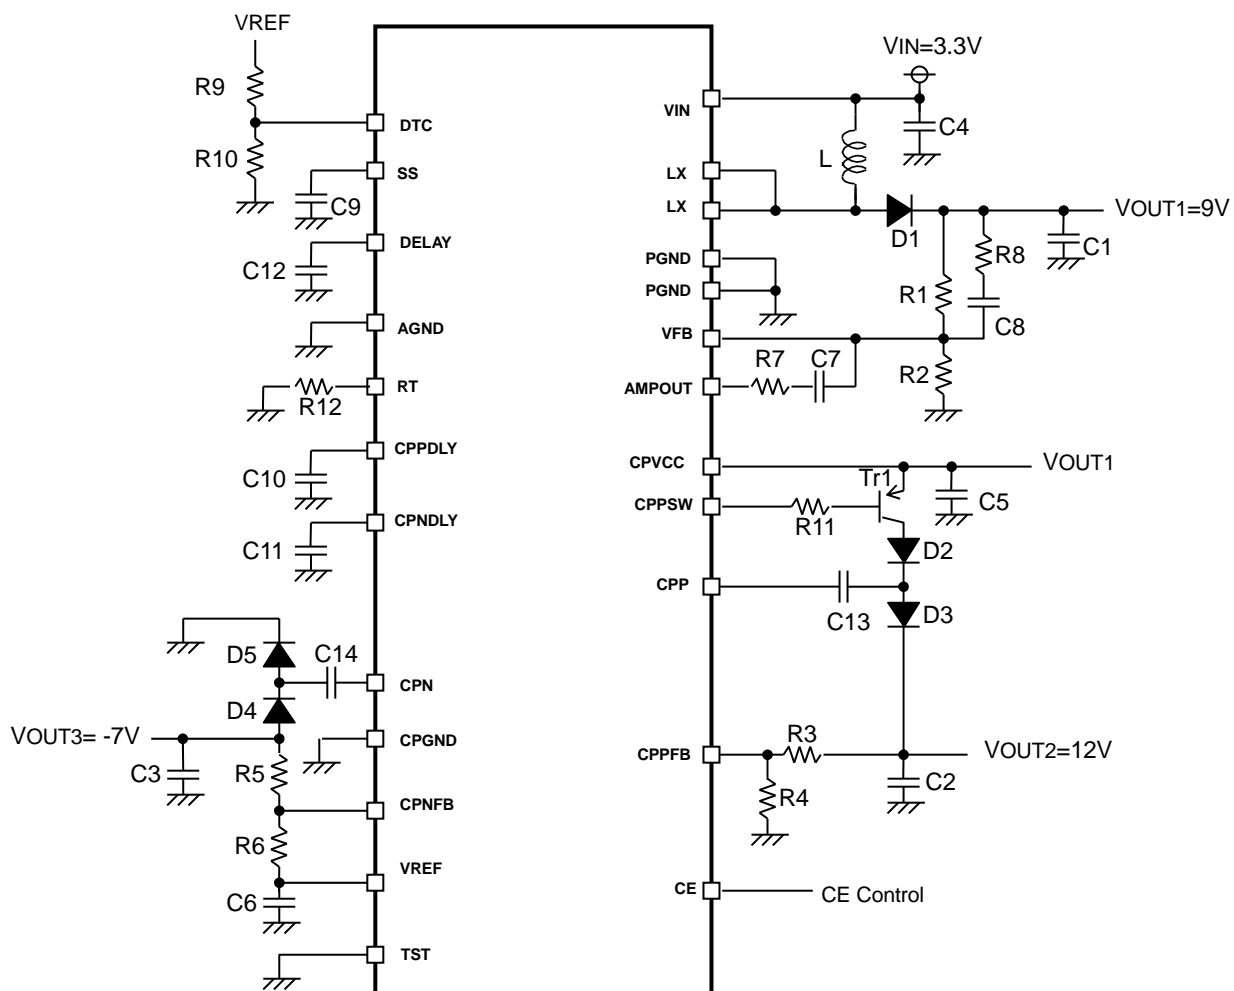 VREF
VIN=3.3V
R9
VIN
C4
DTC
R10
L
SS
LX
C9
LX
VOUT1=9V
D1
C1
DELAY
R8
C12
PGND
PGND
R1
C8
AGND
VFB
R7
C7
R2
RT
AMPOUT
R12
CPPDLY
CPVCC
VOUT1
C10
Tr1
CPPSW
C5
R11
CPNDLY
C11
D2
CPP
C13
D3
D5
C14
CPN
D4
VOUT3= -7V
CPGND
R3
CPPFB
VOUT2=12V
C3
R5
C2
R4
CPNFB
R6
VREF
CE
CE Control
C6
TST